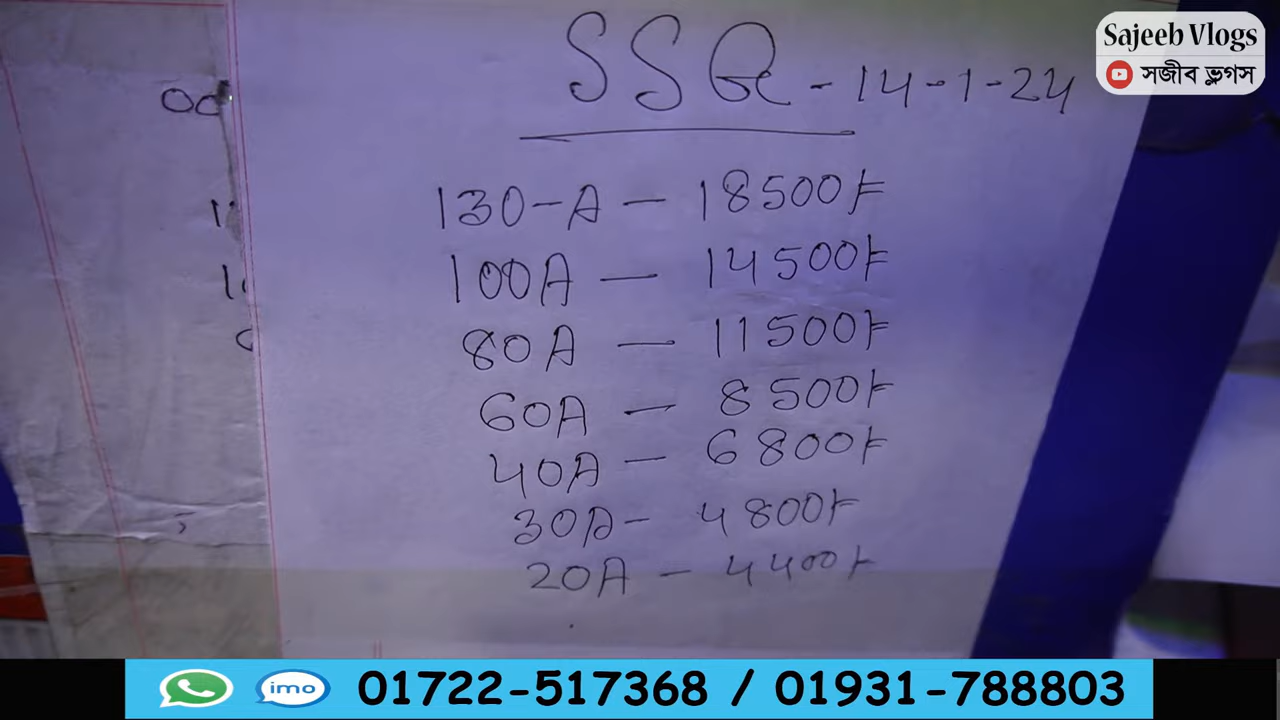 Sajeeb Vlogs
সজীব ভ্লগস
SSG - 14-1-24
130-A — 18500/-
100A — 14500/-
80A — 11500/-
60A — 8500/-
40A — 6800/-
30A - 4800/-
20A — 4400/-
imo 01722-517368 / 01931-788803